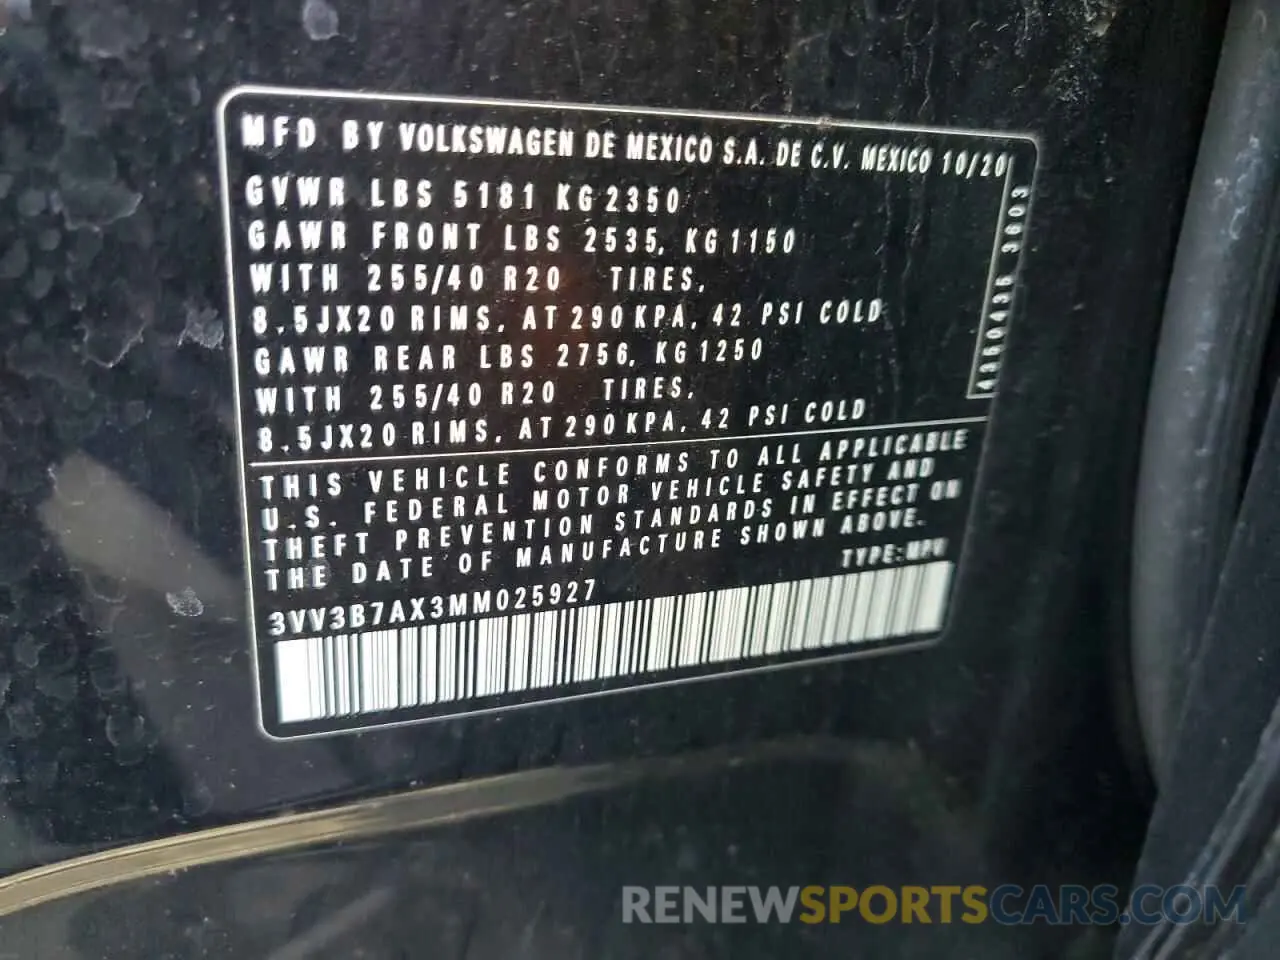 MFD BY VOLKSWAGEN DE MEXICO S.A. DE C.V. MEXICO 10/20
GVWR LBS 5181 KG 2350
GAWR FRONT LBS 2535, KG 1150
WITH 255/40 R20 TIRES,
8.5JX20 RIMS, AT 290 KPA, 42 PSI COLD
GAWR REAR LBS 2756, KG 1250
WITH 255/40 R20 TIRES,
8.5JX20 RIMS, AT 290 KPA, 42 PSI COLD
THIS VEHICLE CONFORMS TO ALL APPLICABLE
U.S. FEDERAL MOTOR VEHICLE SAFETY AND
THEFT PREVENTION STANDARDS IN EFFECT ON
THE DATE OF MANUFACTURE SHOWN ABOVE.
TYPE: MPV
3VV3B7AX3MM025927
4360436 3603
RENEWSPORTSCARS.COM